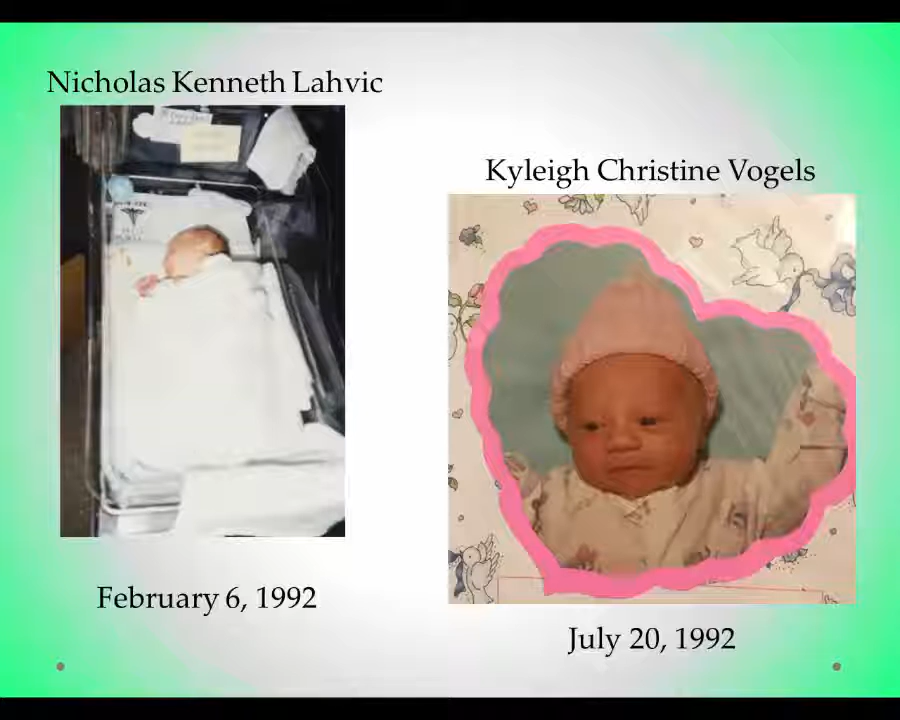 Nicholas Kenneth Lahvic
Kyleigh Christine Vogels
February 6, 1992
July 20, 1992